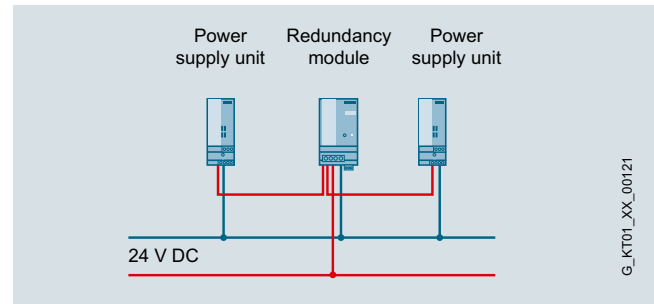 Power
supply unit
Redundancy
module
Power
supply unit
24 V DC
G_KT01_XX_00121